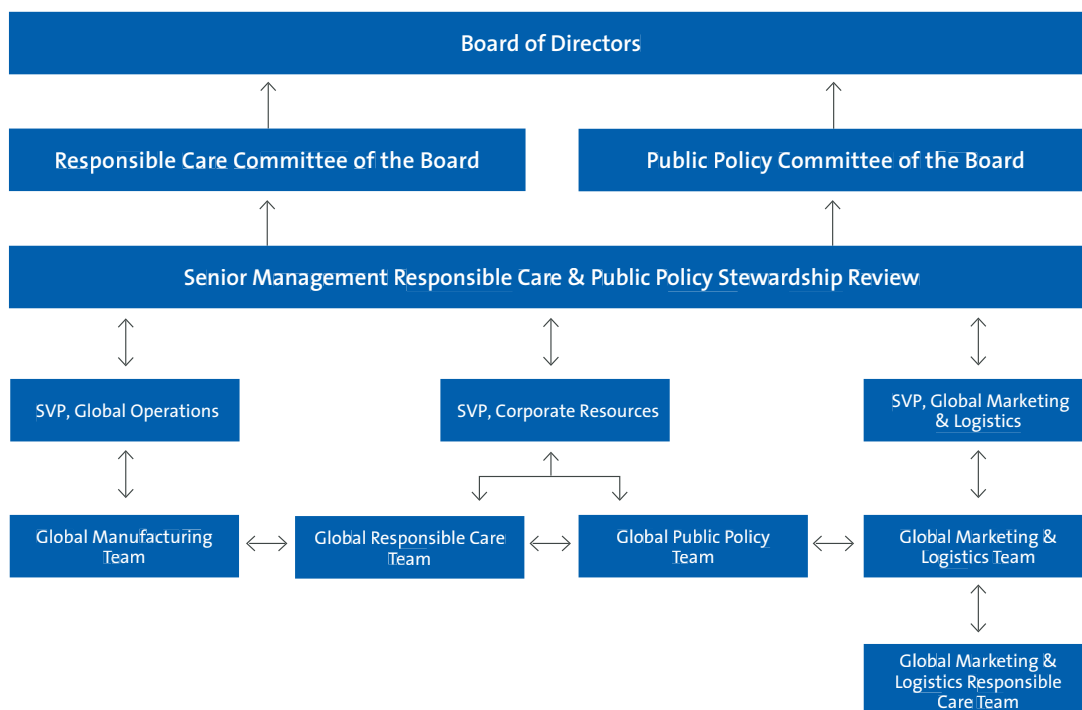 Board of Directors
Responsible Care Committee of the Board
Public Policy Committee of the Board
Senior Management Responsible Care & Public Policy Stewardship Review
SVP, Global Operations
SVP, Corporate Resources
SVP, Global Marketing
& Logistics
Global Manufacturing
Team
Global Responsible Care
Team
Global Public Policy
Team
Global Marketing &
Logistics Team
Global Marketing &
Logistics Responsible
Care Team